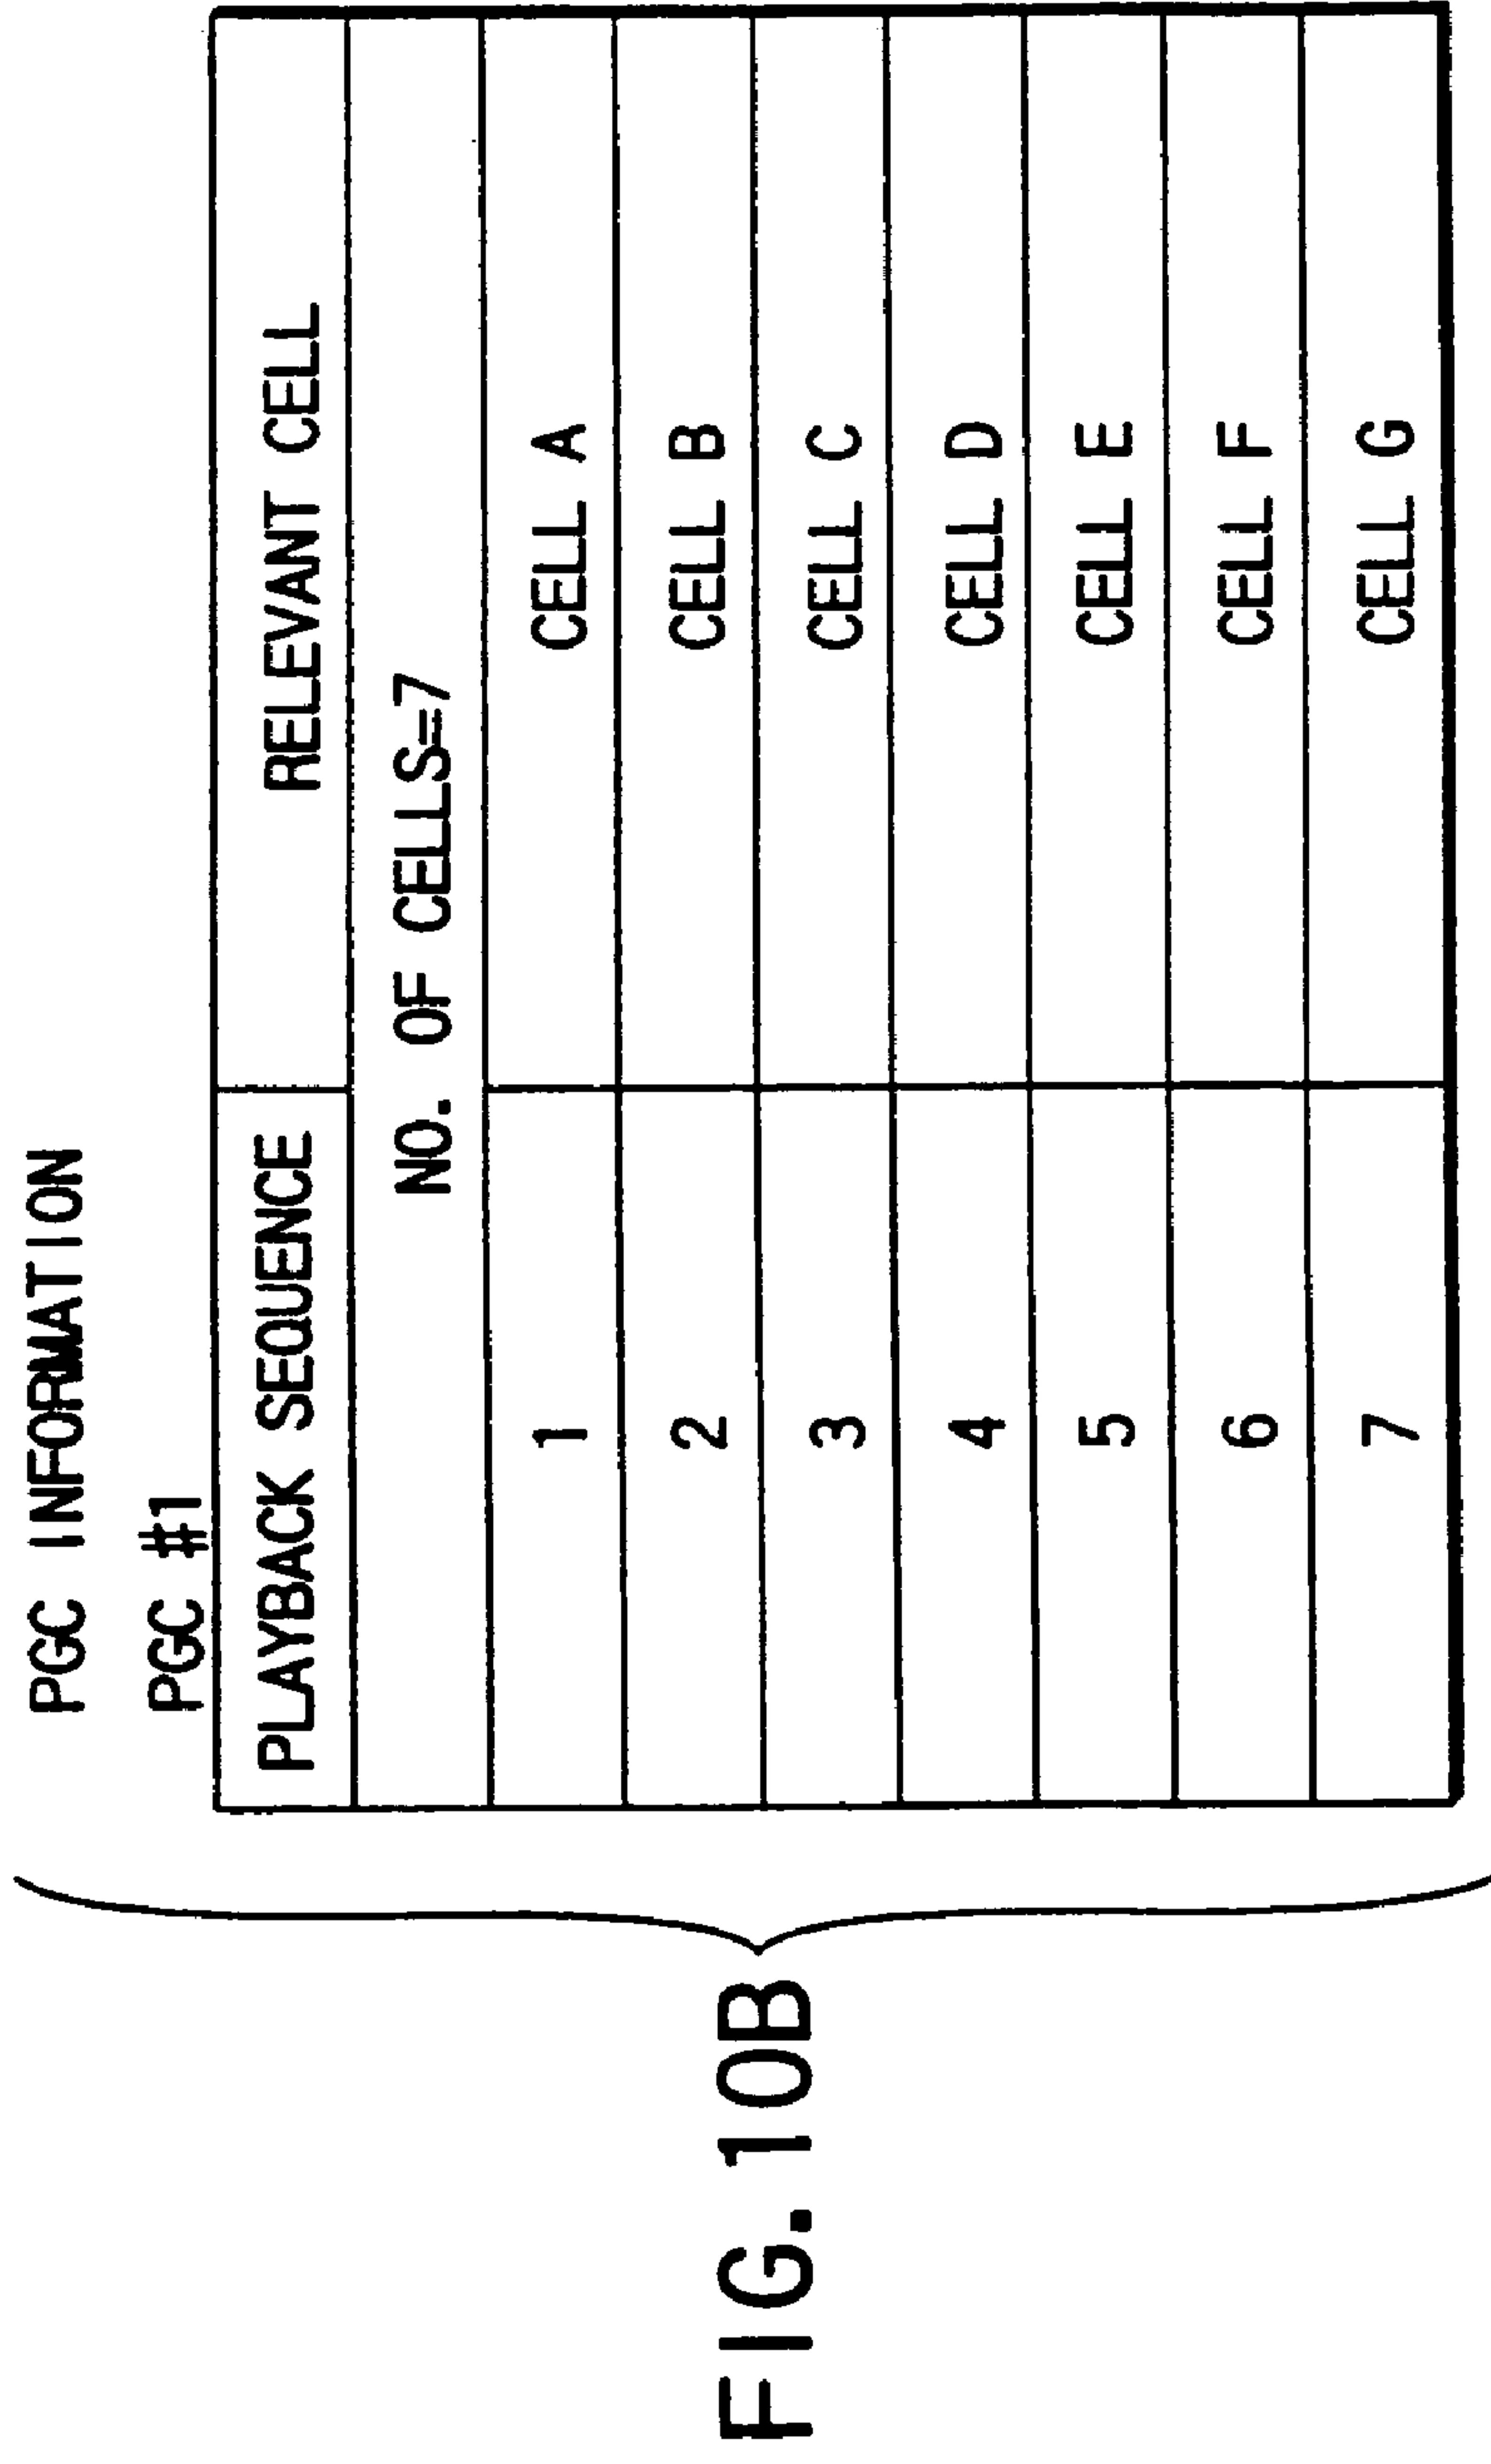 PGC INFORMATION
PGC #1
PLAYBACK SEQUENCE RELEVANT CELL
NO. OF CELLS=7
1 CELL A
2 CELL B
3 CELL C
4 CELL D
5 CELL E
6 CELL F
7 CELL G
FIG. 10B